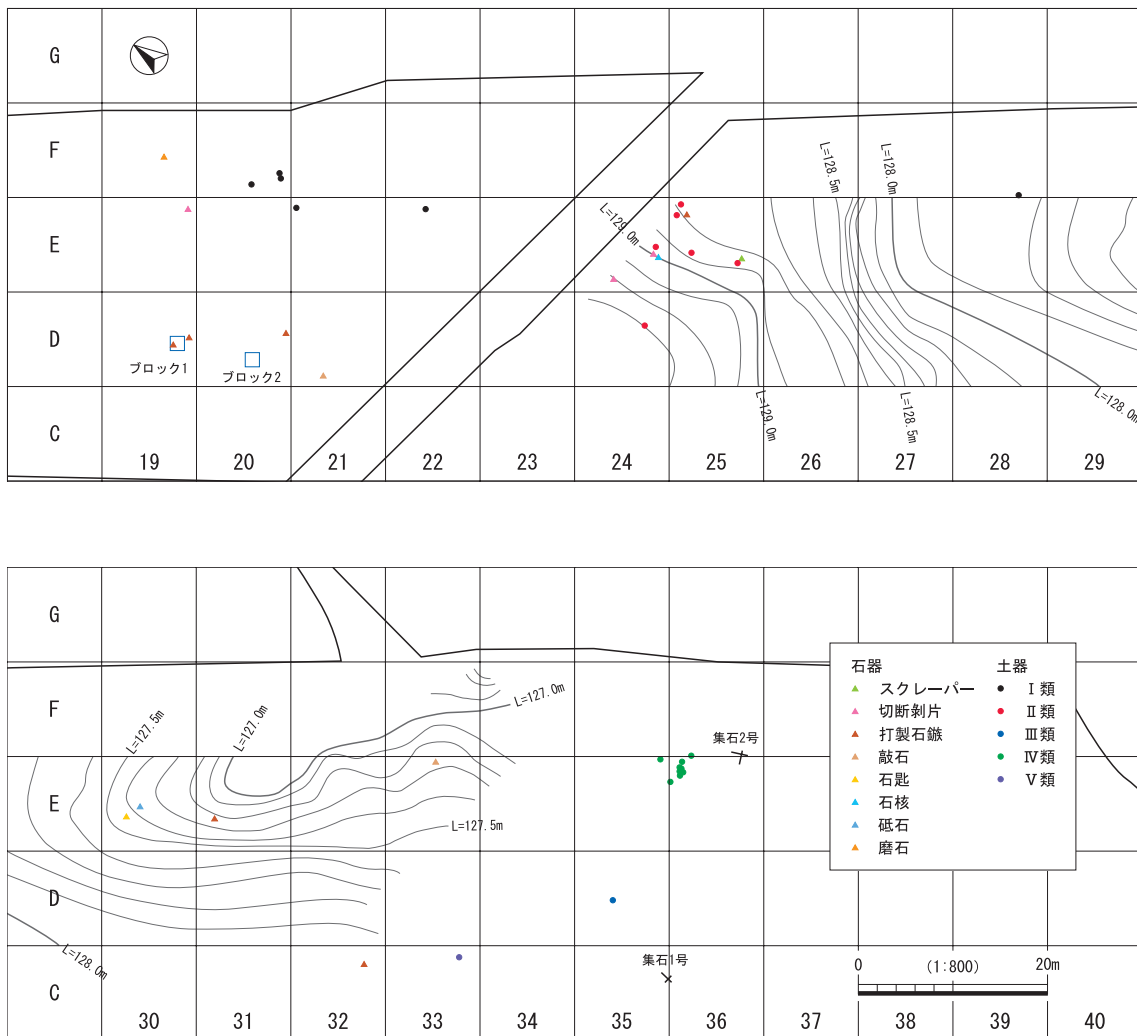 G
F
E
D
C
19 20 21 22 23 24 25 26 27 28 29
ブロック1
ブロック2
L=129.0m
L=128.5m
L=128.0m
L=129.0m
L=128.5m
L=128.0m
G
F
E
D
C
30 31 32 33 34 35 36 37 38 39 40
L=127.5m
L=127.0m
L=127.0m
L=127.5m
L=128.0m
集石2号
集石1号
石器 土器
スクレーパー Ⅰ類
切断剝片 Ⅱ類
打製石鏃 Ⅲ類
敲石 Ⅳ類
石匙 Ⅴ類
石核
砥石
磨石
0 (1:800) 20m